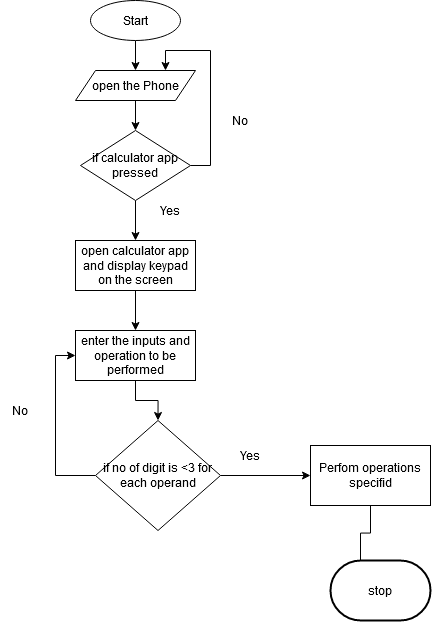 Start
open the Phone
No
if calculator app
pressed
Yes
open calculator app
and display keypad
on the screen
enter the inputs and
operation to be
performed
No
if no of digit is <3 for
each operand
Yes
Perfom operations
specifid
stop